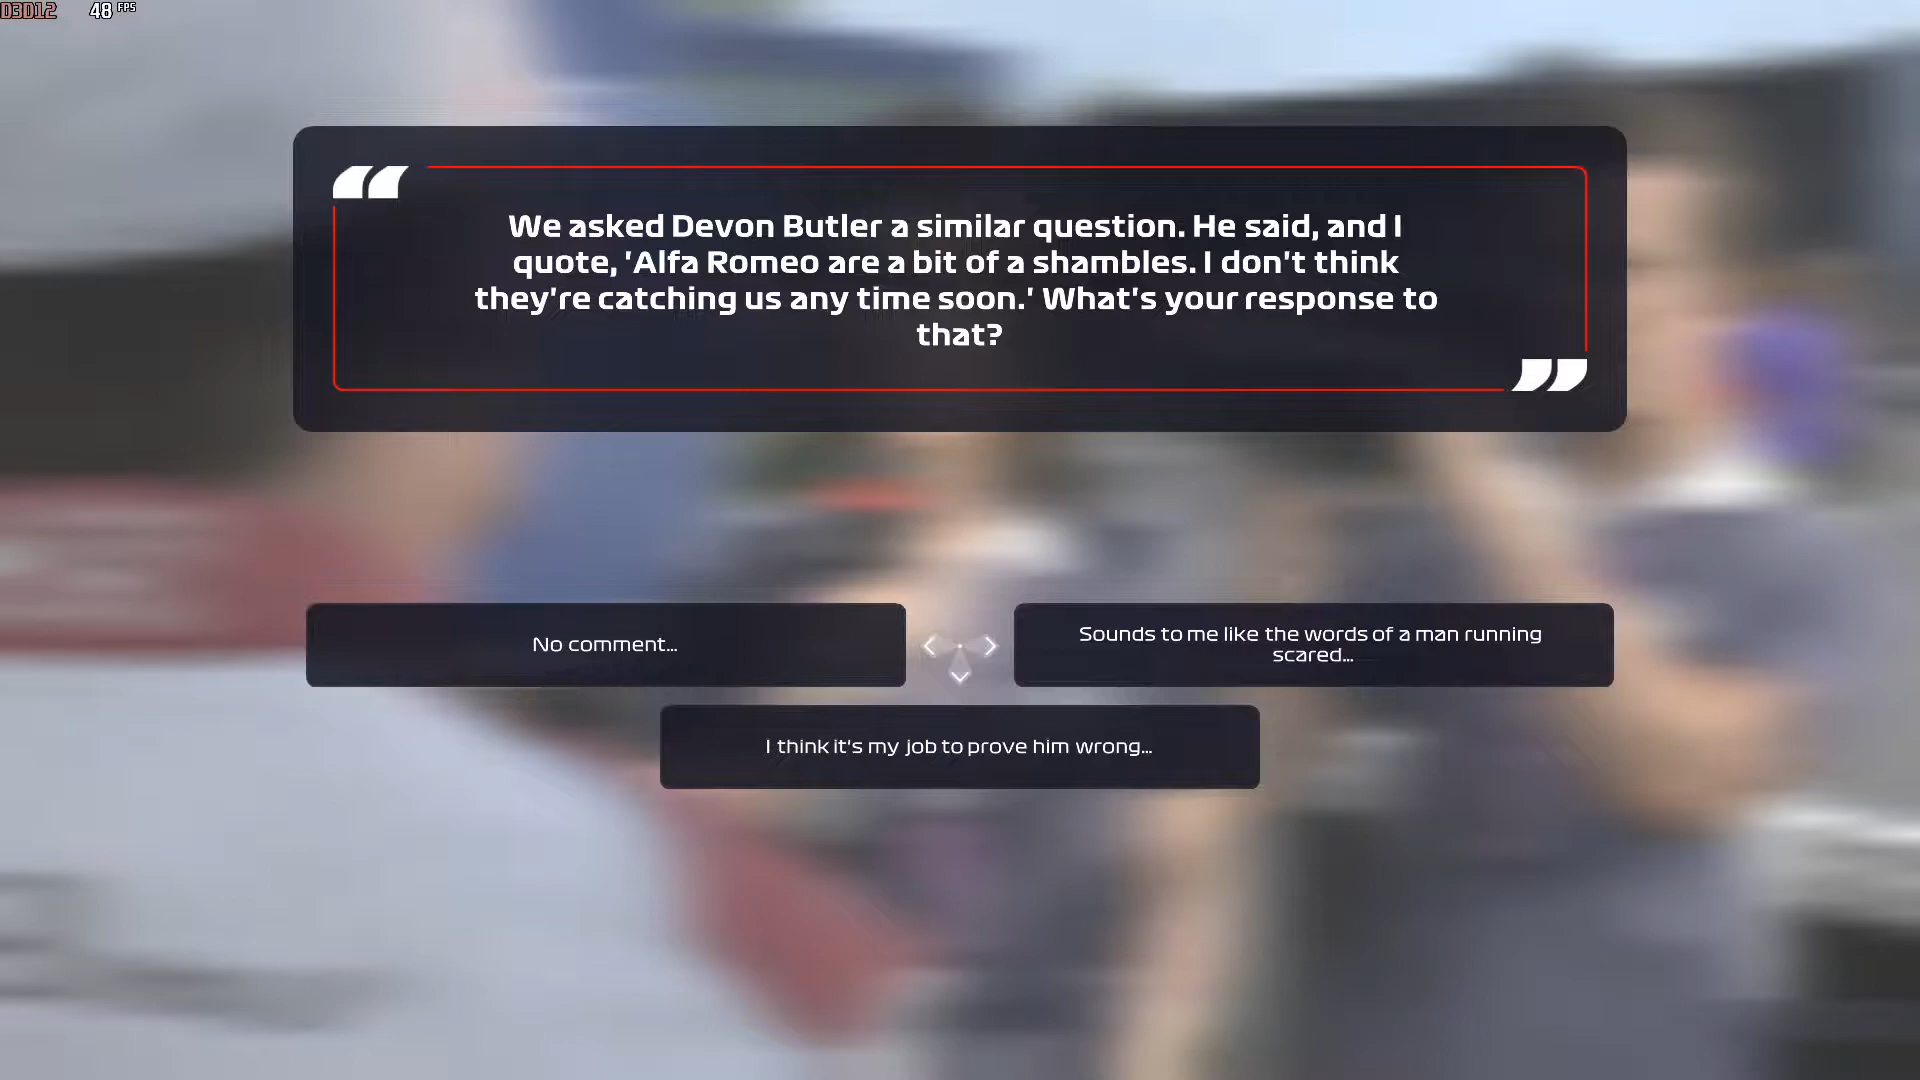 D3D12 48 FPS
We asked Devon Butler a similar question. He said, and I
quote, 'Alfa Romeo are a bit of a shambles. I don't think
they're catching us any time soon.' What's your response to
that?
No comment...
Sounds to me like the words of a man running
scared...
I think it's my job to prove him wrong...